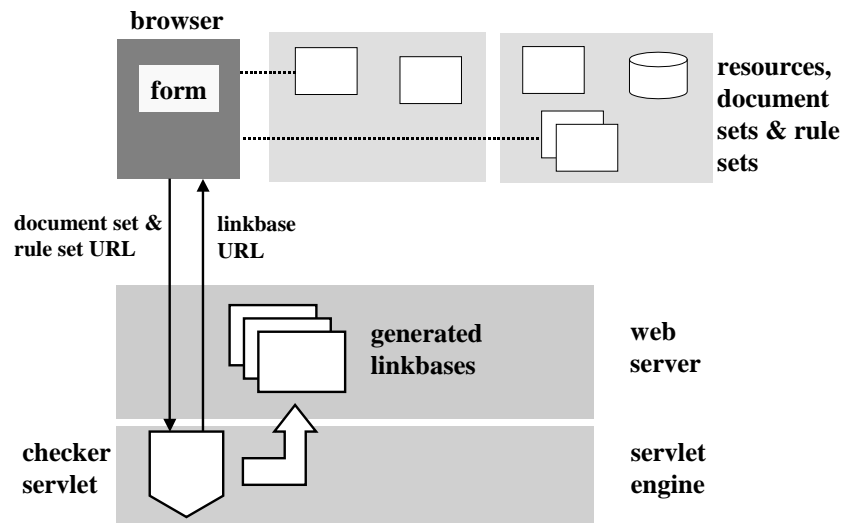 browser
form
resources,
document
sets & rule
sets
document set &
rule set URL
linkbase
URL
generated
linkbases
web
server
checker
servlet
servlet
engine